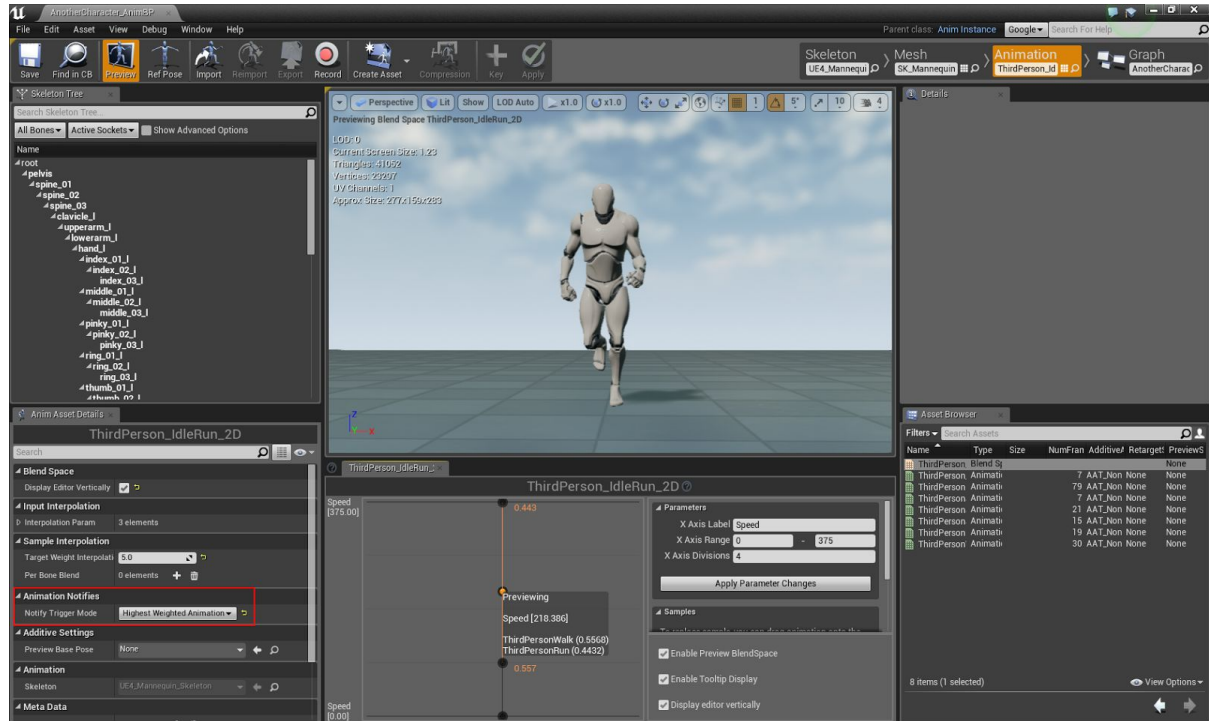 AnotherCharacter_AnimBP
File Edit Asset View Debug Window Help
Parent class: Anim Instance Google Search For Help
Save Find in CB Preview Ref Pose Import Reimport Export Record Create Asset Compression Key Apply
Skeleton Mesh Animation Graph
UE4_Mannequi SK_Mannequin ThirdPerson_Id AnotherCharac
Skeleton Tree
Search Skeleton Tree...
All Bones Active Sockets Show Advanced Options
Name
root
pelvis
spine_01
spine_02
spine_03
clavicle_l
upperarm_l
lowerarm_l
hand_l
index_01_l
index_02_l
index_03_l
middle_01_l
middle_02_l
middle_03_l
pinky_01_l
pinky_02_l
pinky_03_l
ring_01_l
ring_02_l
ring_03_l
thumb_01_l
thumb_02_l
Perspective Lit Show LOD Auto x1.0 x1.0 1 5° 10 4
Previewing Blend Space ThirdPerson_IdleRun_2D
LOD: 0
Current Screen Size: 1.23
Triangles: 41052
Vertices: 23297
UV Channels: 1
Approx Size: 277x159x283
Z
X
Details
Anim Asset Details
ThirdPerson_IdleRun_2D
Search
Blend Space
Display Editor Vertically
Input Interpolation
Interpolation Param 3 elements
Sample Interpolation
Target Weight Interpolati 5.0
Per Bone Blend 0 elements
Animation Notifies
Notify Trigger Mode Highest Weighted Animation
Additive Settings
Preview Base Pose None
Animation
Skeleton UE4_Mannequin_Skeleton
Meta Data
ThirdPerson_IdleRun_:
ThirdPerson_IdleRun_2D
Speed
[375.00]
0.443
Previewing
Speed [218.386]
ThirdPersonWalk (0.5568)
ThirdPersonRun (0.4432)
0.557
Speed
[0.00]
Parameters
X Axis Label Speed
X Axis Range 0 - 375
X Axis Divisions 4
Apply Parameter Changes
Samples
Enable Preview BlendSpace
Enable Tooltip Display
Display editor vertically
Asset Browser
Filters Search Assets
Name Type Size NumFran Additive Retarget PreviewS
ThirdPerson Blend Sp None
ThirdPerson Animati 7 AAT_Non None None
ThirdPerson Animati 79 AAT_Non None None
ThirdPerson Animati 7 AAT_Non None None
ThirdPerson Animati 21 AAT_Non None None
ThirdPerson Animati 15 AAT_Non None None
ThirdPerson Animati 19 AAT_Non None None
ThirdPerson Animati 30 AAT_Non None None
8 items (1 selected) View Options